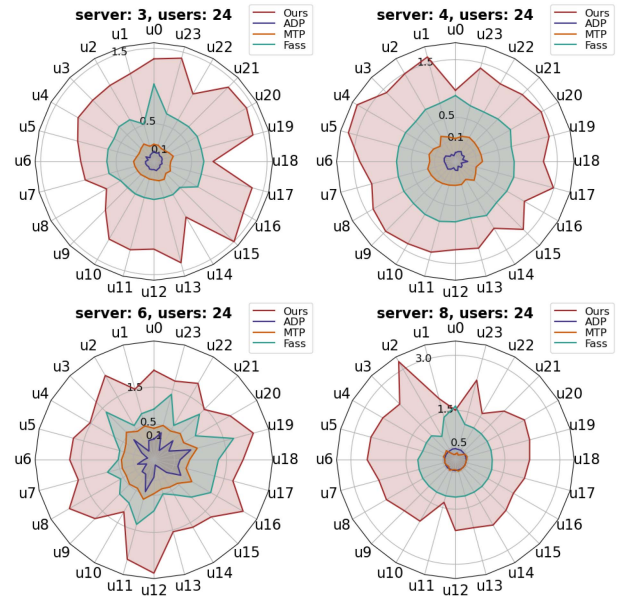 server: 3, users: 24
Ours
ADP
MTP
Fass
u0
u1
u2
u3
u4
u5
u6
u7
u8
u9
u10
u11
u12
u13
u14
u15
u16
u17
u18
u19
u20
u21
u22
u23
1.5
0.5
0.1
server: 4, users: 24
Ours
ADP
MTP
Fass
u0
u1
u2
u3
u4
u5
u6
u7
u8
u9
u10
u11
u12
u13
u14
u15
u16
u17
u18
u19
u20
u21
u22
u23
1.5
0.5
0.1
server: 6, users: 24
Ours
ADP
MTP
Fass
u0
u1
u2
u3
u4
u5
u6
u7
u8
u9
u10
u11
u12
u13
u14
u15
u16
u17
u18
u19
u20
u21
u22
u23
1.5
0.5
0.1
server: 8, users: 24
Ours
ADP
MTP
Fass
u0
u1
u2
u3
u4
u5
u6
u7
u8
u9
u10
u11
u12
u13
u14
u15
u16
u17
u18
u19
u20
u21
u22
u23
3.0
1.5
0.5